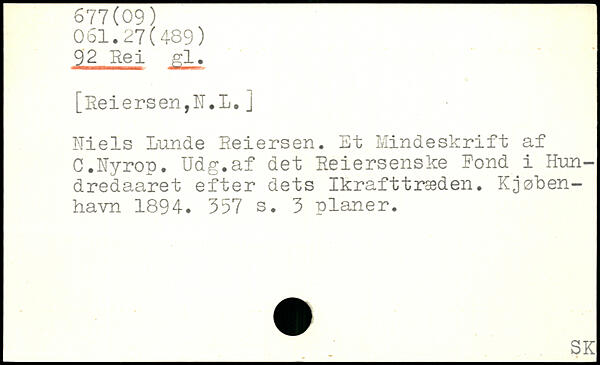 677(09)
061.27(489)
92 Rei gl.
[Reiersen,N.L.]
Niels Lunde Reiersen. Et Mindeskrift af
C.Nyrop. Udg.af det Reiersenske Fond i Hun-
dredaaret efter dets Ikrafttræden. Kjøben-
havn 1894. 357 s. 3 planer.
SK